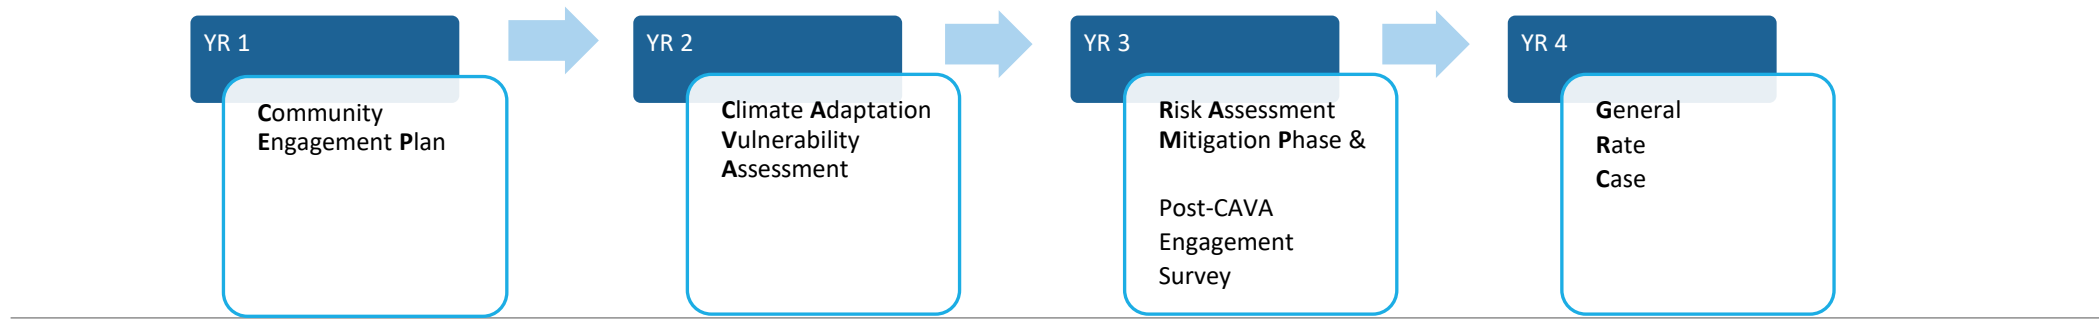 YR 1
Community
Engagement Plan
YR 2
Climate Adaptation
Vulnerability
Assessment
YR 3
Risk Assessment
Mitigation Phase &
Post-CAVA
Engagement
Survey
YR 4
General
Rate
Case